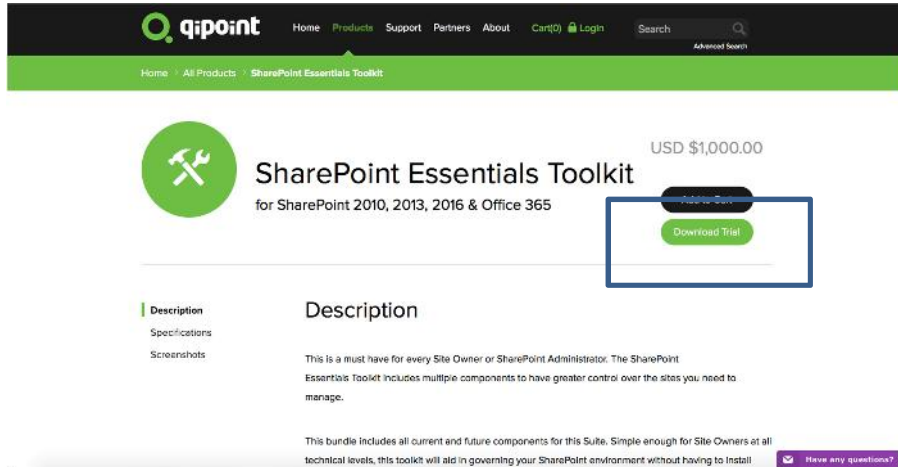 qipoint Home Products Support Partners About Cart(0) Login Search
Advanced Search
Home All Products SharePoint Essentials Toolkit
USD $1,000.00
SharePoint Essentials Toolkit
for SharePoint 2010, 2013, 2016 & Office 365
Add to Cart
Download Trial
Description
Specifications
Screenshots
Description
This is a must have for every Site Owner or SharePoint Administrator. The SharePoint
Essentials Toolkit includes multiple components to have greater control over the sites you need to
manage.
This bundle includes all current and future components for this Suite. Simple enough for Site Owners at all
technical levels, this toolkit will aid in governing your SharePoint environment without having to install
Have any questions?